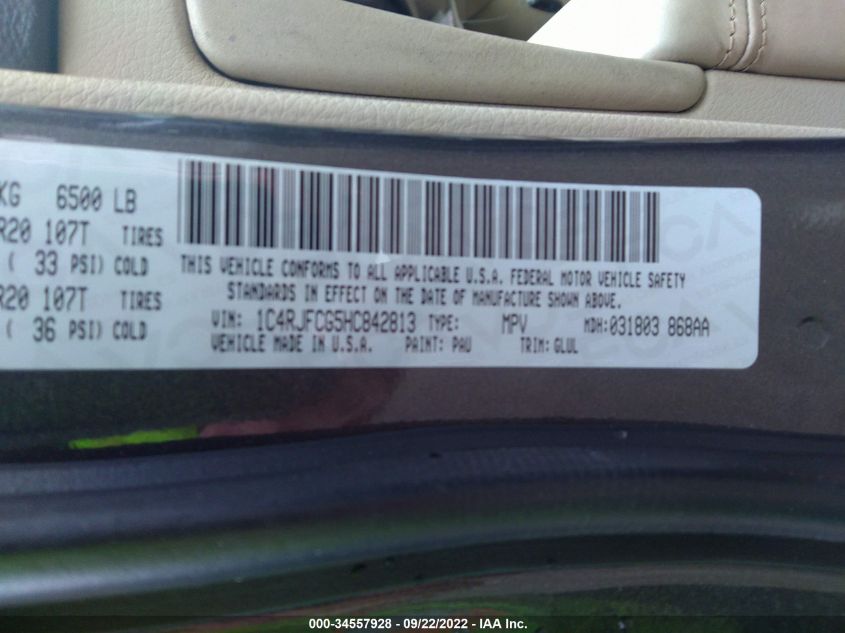 KG 6500 LB
R20 107T TIRES
( 33 PSI) COLD
R20 107T TIRES
( 36 PSI) COLD
THIS VEHICLE CONFORMS TO ALL APPLICABLE U.S.A. FEDERAL MOTOR VEHICLE SAFETY
STANDARDS IN EFFECT ON THE DATE OF MANUFACTURE SHOWN ABOVE.
VIN: 1C4RJFCG5HC842813 TYPE: MPV MDH:031803 868AA
VEHICLE MADE IN U.S.A. PAINT: PAU TRIM: GLUL
000-34557928 - 09/22/2022 - IAA Inc.